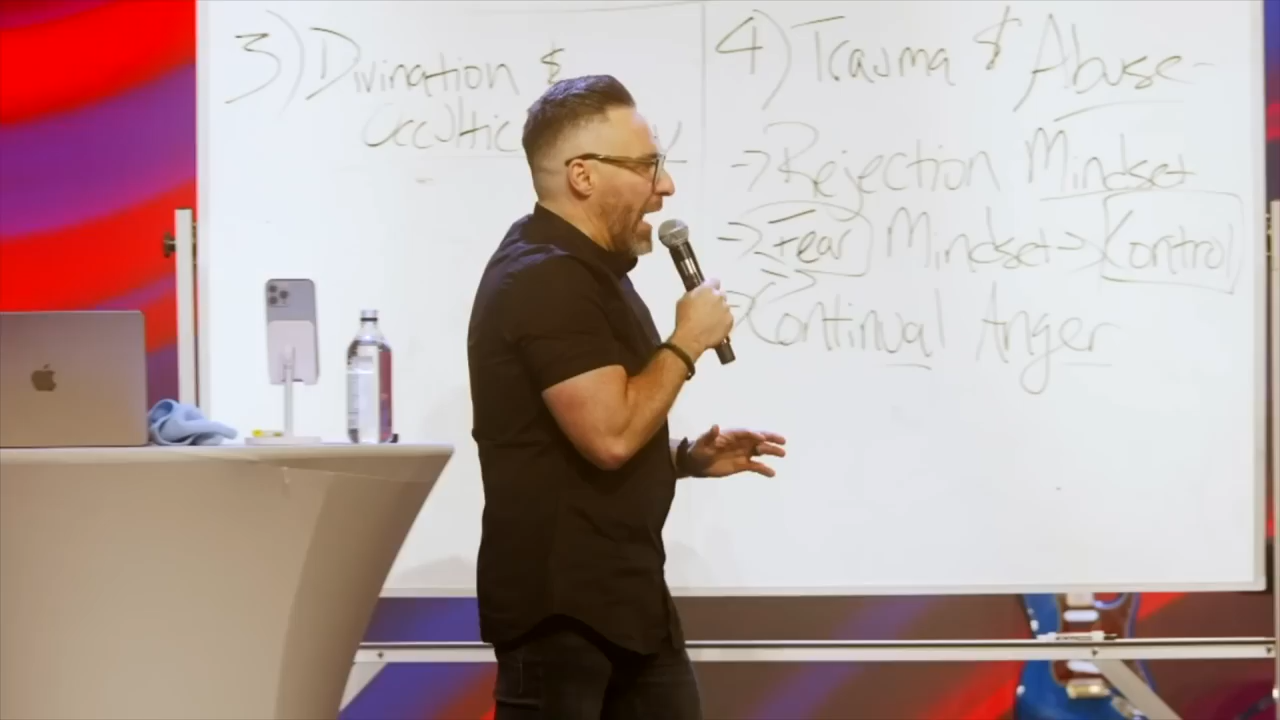 3) Divination &
Occultic
4) Trauma & Abuse-
→ Rejection Mindset
→ Fear Mindset → Control
→ Continual Anger